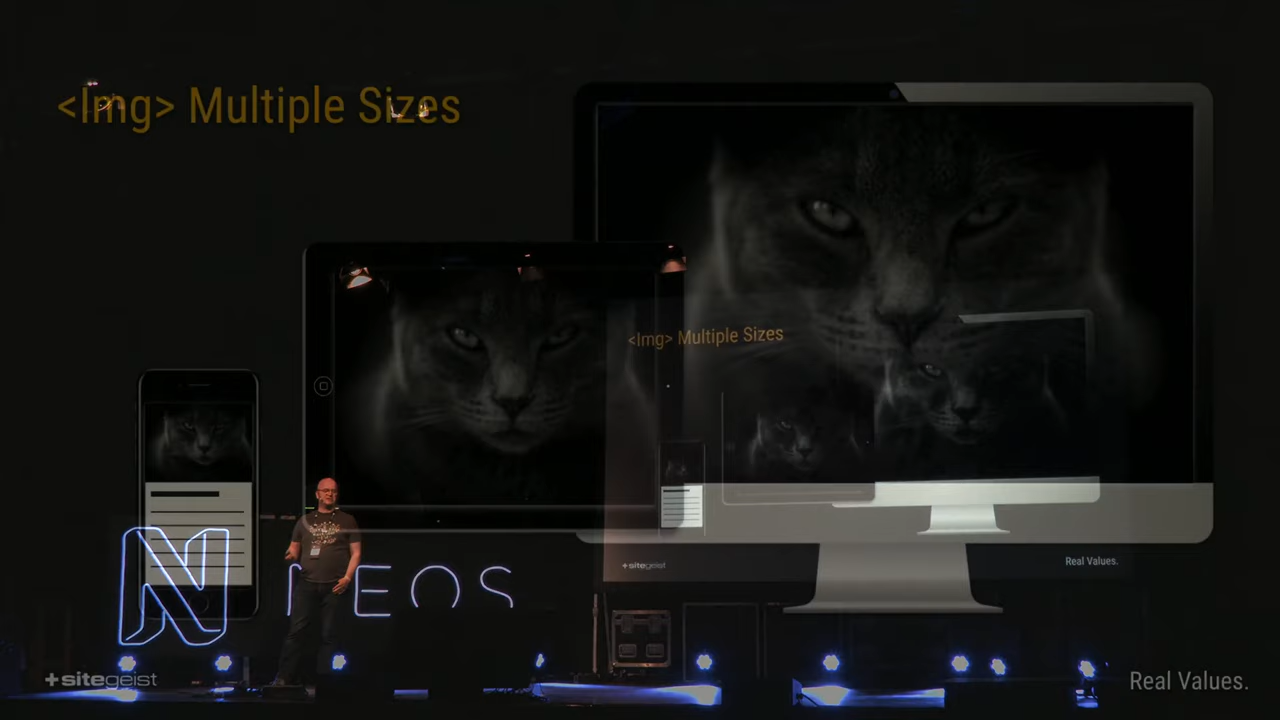 <Img> Multiple Sizes
<Img> Multiple Sizes
+sitegeist
Real Values.
NEOS
+sitegeist
Real Values.